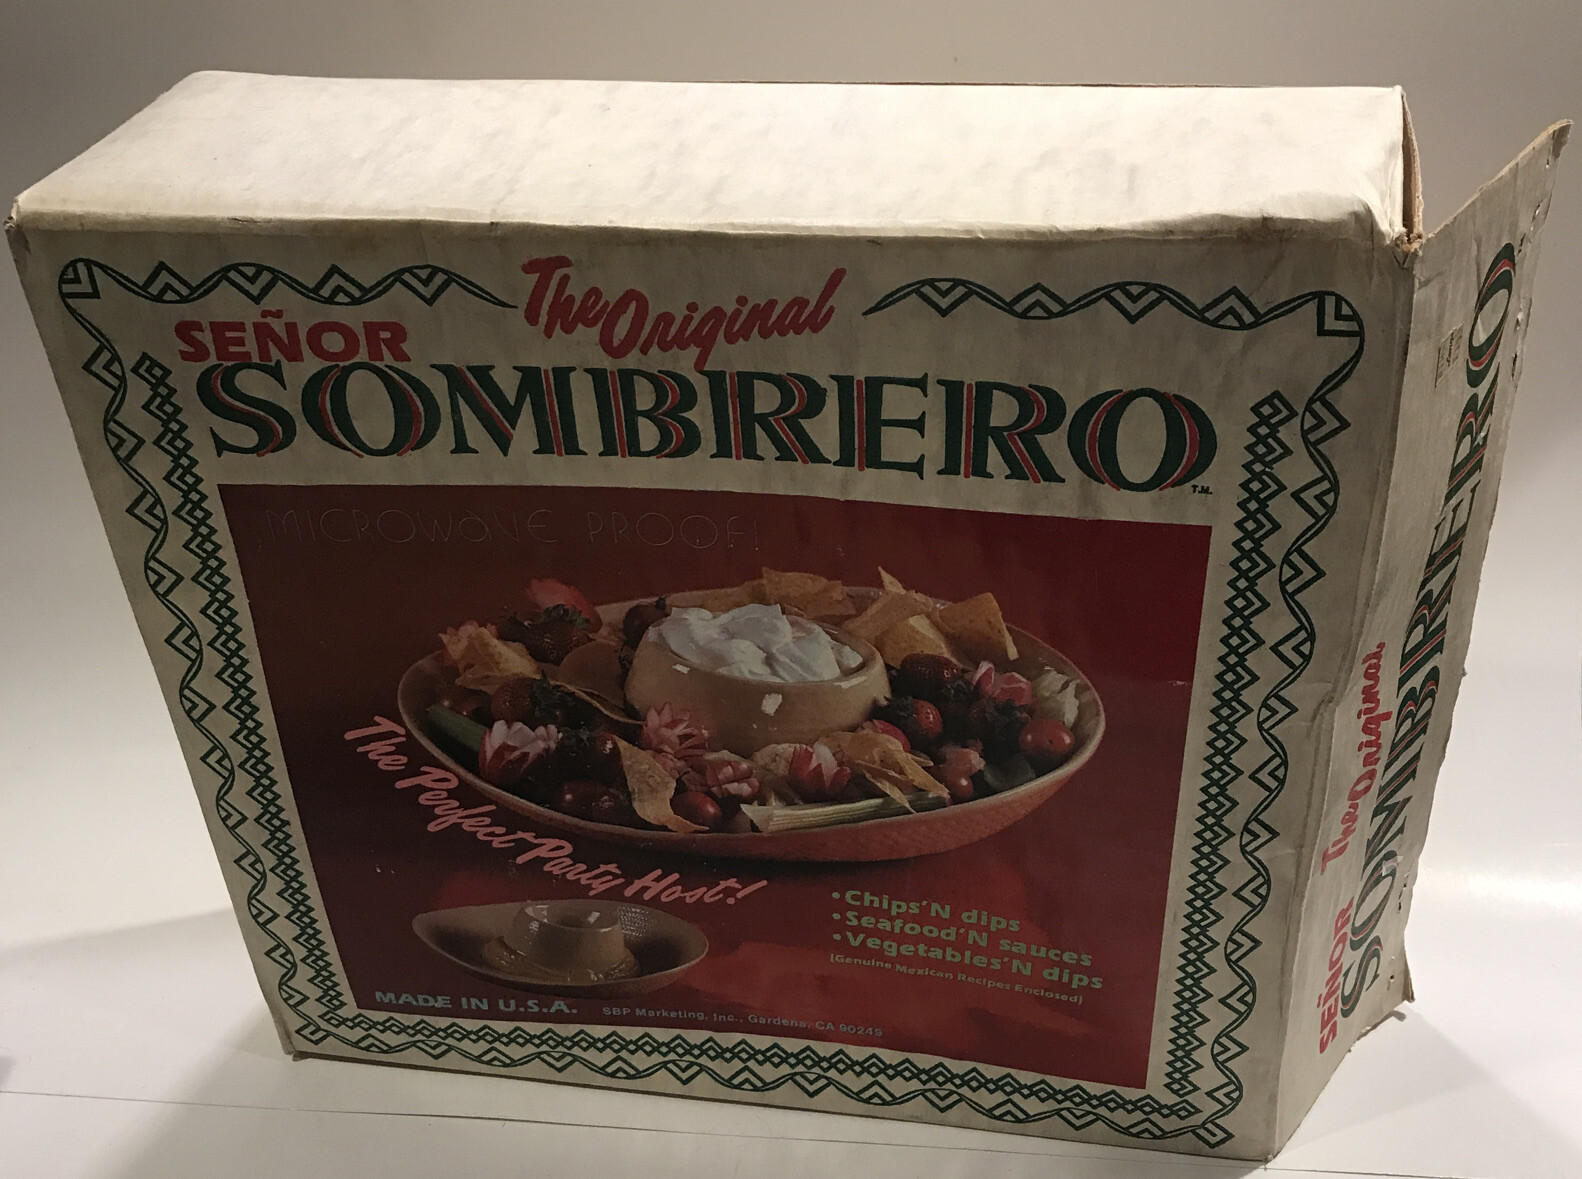 The Original
SEÑOR
SOMBRERO
T.M.
MICROWAVE PROOF!
The Perfect Party Host!
•Chips'N dips
•Seafood'N sauces
•Vegetables'N dips
(Genuine Mexican Recipes Enclosed)
MADE IN U.S.A.
SBP Marketing, Inc., Gardena, CA 90249
The Original
SEÑOR
SOMBRERO